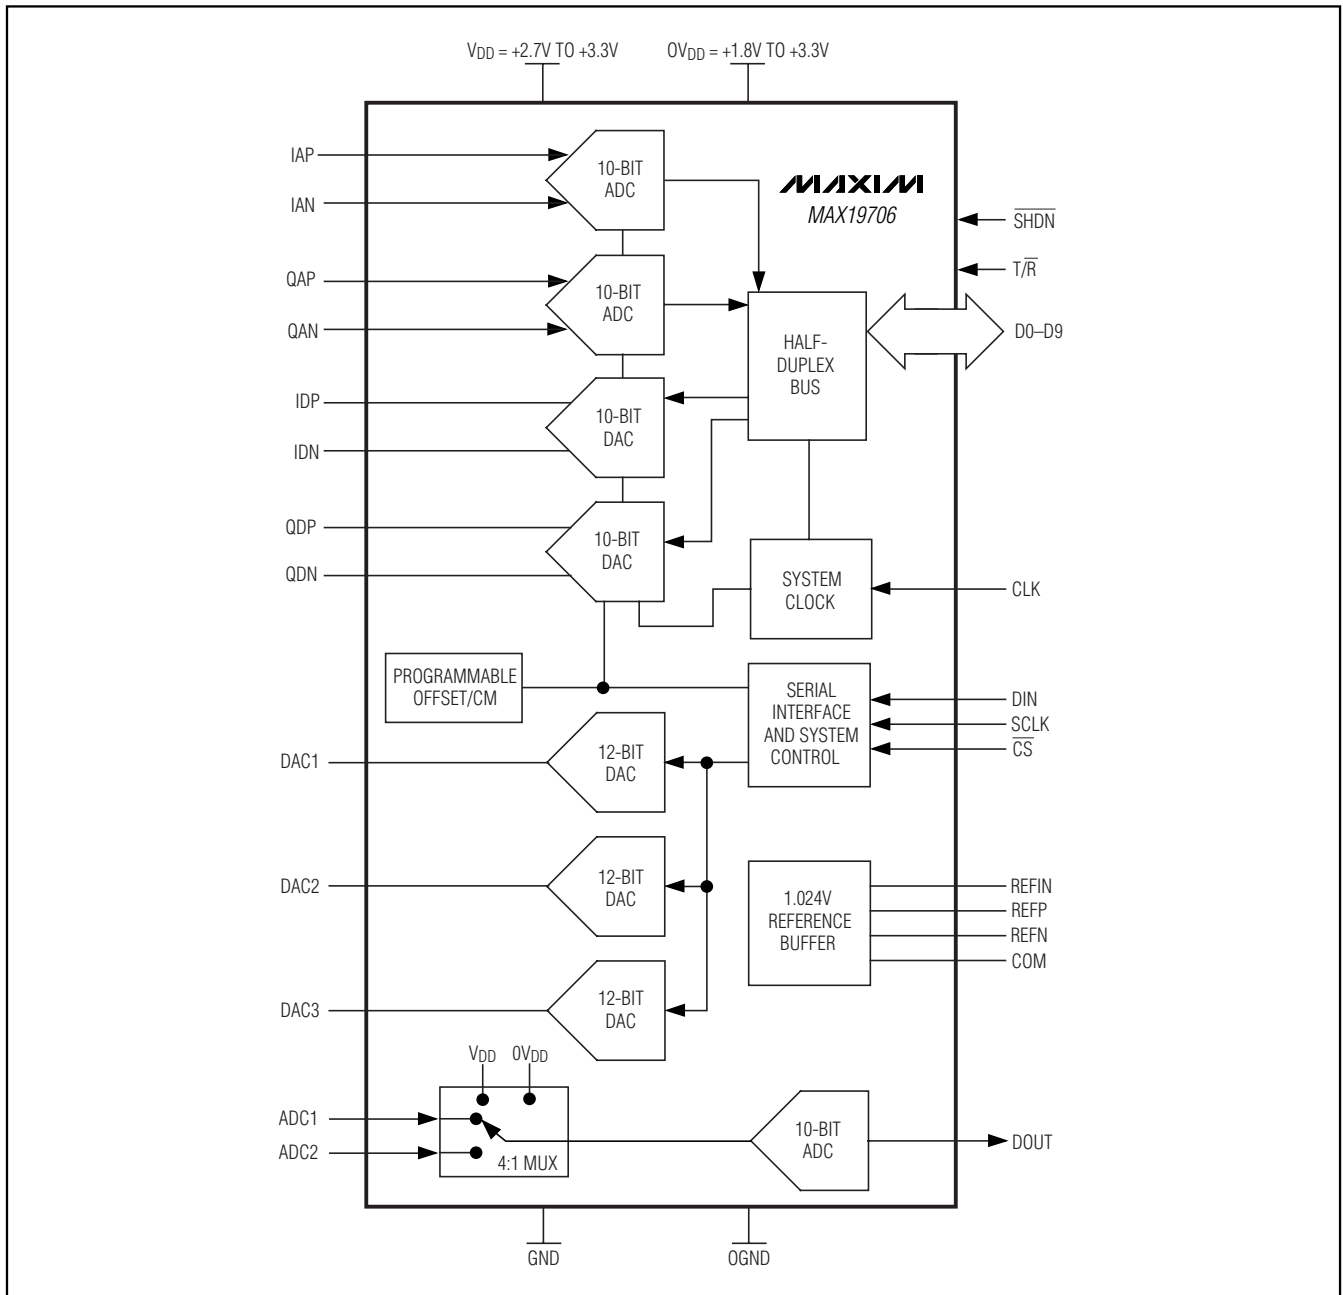 VDD = +2.7V TO +3.3V
OVDD = +1.8V TO +3.3V
MAXIM
MAX19706
IAP
IAN
10-BIT
ADC
QAP
QAN
10-BIT
ADC
IDP
IDN
10-BIT
DAC
QDP
QDN
10-BIT
DAC
HALF-
DUPLEX
BUS
SHDN
T/R
D0–D9
SYSTEM
CLOCK
CLK
PROGRAMMABLE
OFFSET/CM
SERIAL
INTERFACE
AND SYSTEM
CONTROL
DIN
SCLK
CS
DAC1
12-BIT
DAC
DAC2
12-BIT
DAC
DAC3
12-BIT
DAC
1.024V
REFERENCE
BUFFER
REFIN
REFP
REFN
COM
VDD
OVDD
ADC1
ADC2
4:1 MUX
10-BIT
ADC
DOUT
GND
OGND